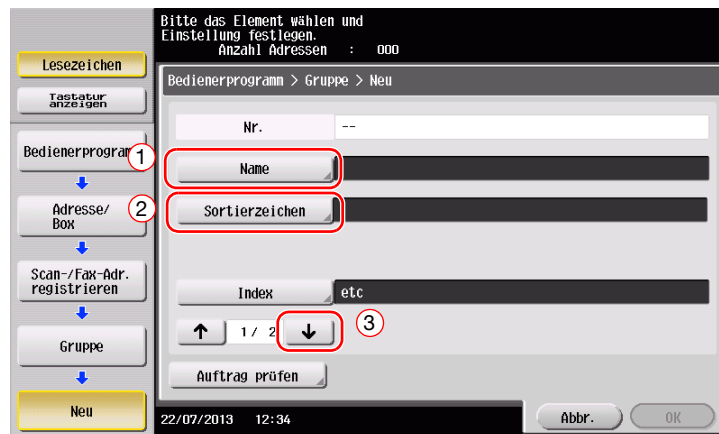 Bitte das Element wählen und
Einstellung festlegen.
Anzahl Adressen : 000
Lesezeichen
Tastatur
anzeigen
Bedienerprogramm > Gruppe > Neu
Nr.
--
Bedienerprogram
1
Name
Adresse/
Box
2
Sortierzeichen
Scan-/Fax-Adr.
registrieren
Index
etc
↑ 1/ 2 ↓
3
Gruppe
Auftrag prüfen
Neu
22/07/2013 12:34
Abbr.
OK